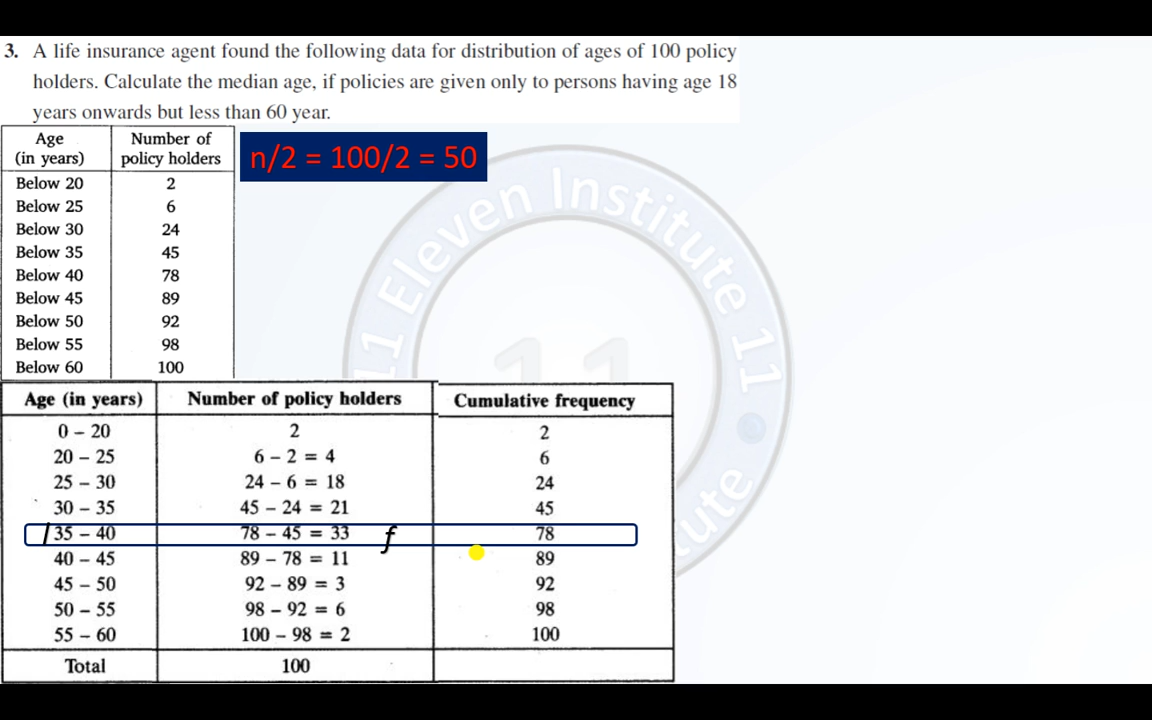 3. A life insurance agent found the following data for distribution of ages of 100 policy
holders. Calculate the median age, if policies are given only to persons having age 18
years onwards but less than 60 year.
Age (in years) Number of policy holders
Below 20 2
Below 25 6
Below 30 24
Below 35 45
Below 40 78
Below 45 89
Below 50 92
Below 55 98
Below 60 100
n/2 = 100/2 = 50
Age (in years) Number of policy holders Cumulative frequency
0 – 20 2 2
20 – 25 6 – 2 = 4 6
25 – 30 24 – 6 = 18 24
30 – 35 45 – 24 = 21 45
l 35 – 40 78 – 45 = 33 f 78
40 – 45 89 – 78 = 11 89
45 – 50 92 – 89 = 3 92
50 – 55 98 – 92 = 6 98
55 – 60 100 – 98 = 2 100
Total 100
11 Eleven Institute 11
11